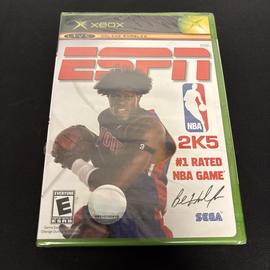 XBOX
LIVE ONLINE ENABLED
ESPN
NBA
2K5
#1 RATED
NBA GAME
EVERYONE
E
ESRB
SEGA